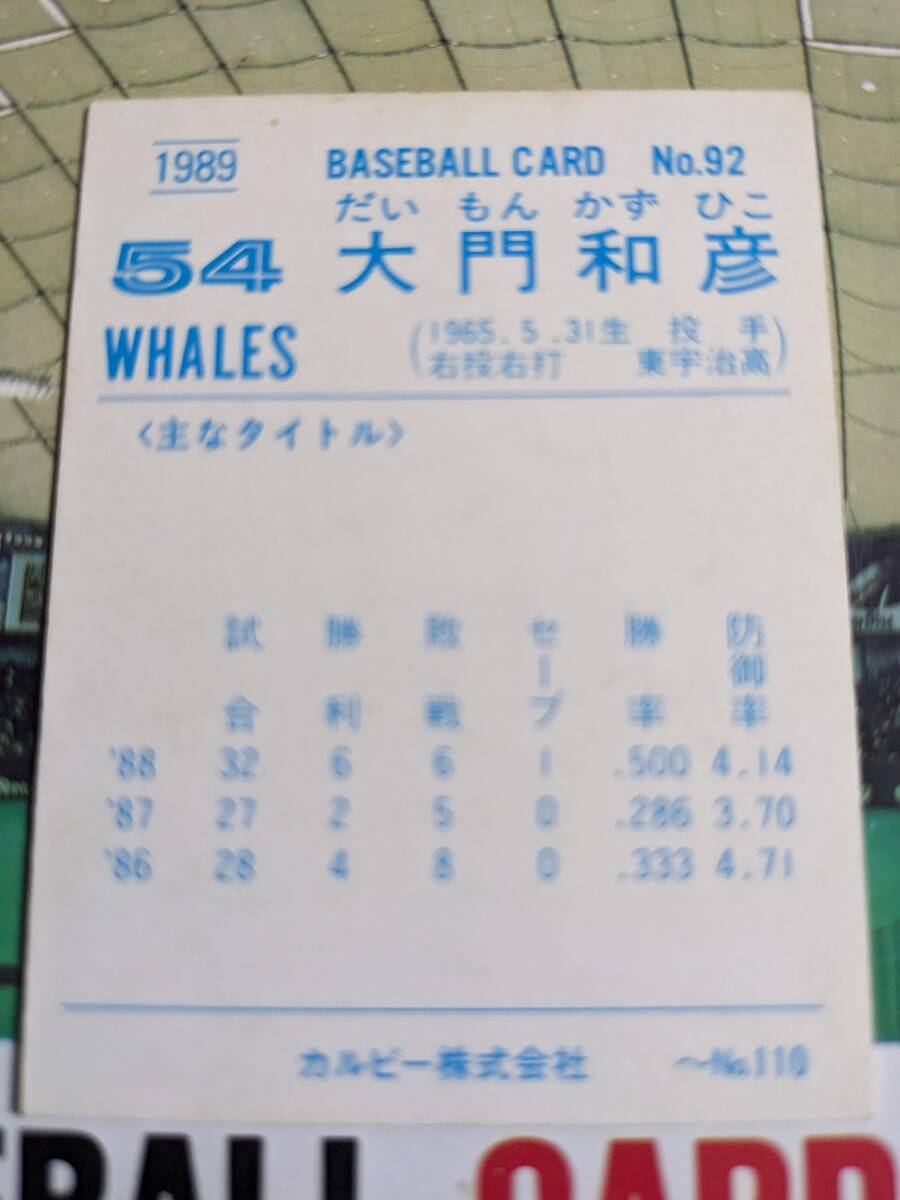 1989 BASEBALL CARD No.92
だい もん かず ひこ
54 大門和彦
WHALES
(1965.5.31生 投手
右投右打 東宇治高)
〈主なタイトル〉
試合 勝利 敗戦 セーブ 勝率 防御率
'88 32 6 6 1 .500 4.14
'87 27 2 5 0 .286 3.70
'86 28 4 8 0 .333 4.71
カルビー株式会社 〜No.110
BALL CARD